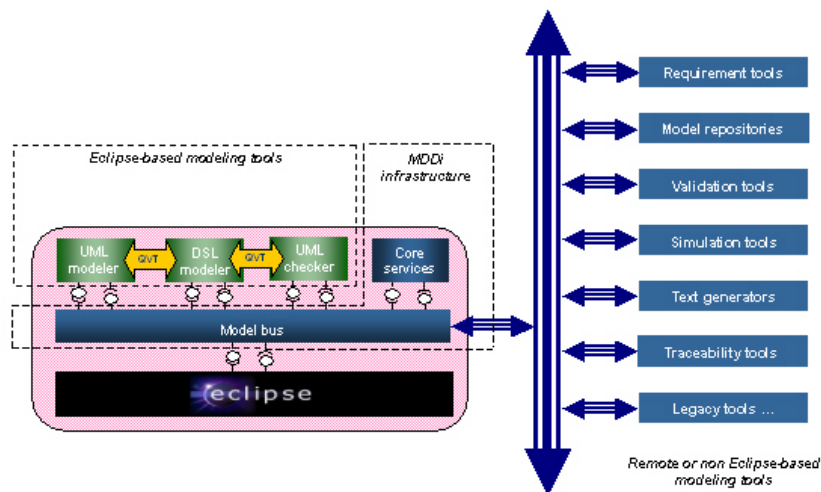 Eclipse-based modeling tools
MDDi
infrastructure
UML
modeler
QVT
DSL
modeler
QVT
UML
checker
Core
services
Model bus
eclipse
Requirement tools
Model repositories
Validation tools
Simulation tools
Text generators
Traceability tools
Legacy tools ...
Remote or non Eclipse-based
modeling tools